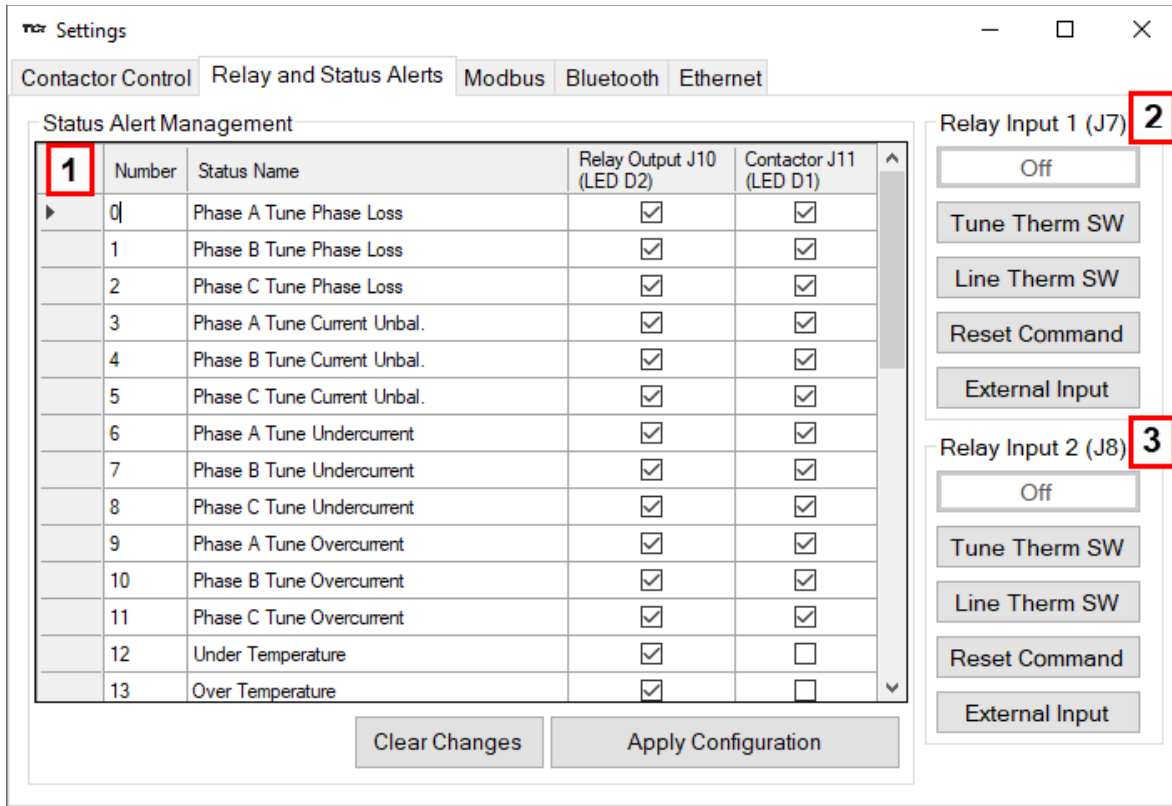 TCI Settings
Contactor Control Relay and Status Alerts Modbus Bluetooth Ethernet
Status Alert Management
1 Number Status Name Relay Output J10 (LED D2) Contactor J11 (LED D1)
0 Phase A Tune Phase Loss
1 Phase B Tune Phase Loss
2 Phase C Tune Phase Loss
3 Phase A Tune Current Unbal.
4 Phase B Tune Current Unbal.
5 Phase C Tune Current Unbal.
6 Phase A Tune Undercurrent
7 Phase B Tune Undercurrent
8 Phase C Tune Undercurrent
9 Phase A Tune Overcurrent
10 Phase B Tune Overcurrent
11 Phase C Tune Overcurrent
12 Under Temperature
13 Over Temperature
Clear Changes Apply Configuration
Relay Input 1 (J7) 2
Off
Tune Therm SW
Line Therm SW
Reset Command
External Input
Relay Input 2 (J8) 3
Off
Tune Therm SW
Line Therm SW
Reset Command
External Input